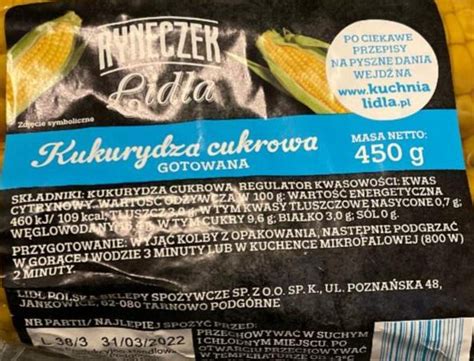 RYNECZEK
Lidla
PO CIEKAWE
PRZEPISY
NA PYSZNE DANIA
WEJDŹ NA
www.kuchnia
lidla.pl
Zdjęcie symboliczne
Kukurydza cukrowa
GOTOWANA
MASA NETTO:
450 g
SKŁADNIKI: KUKURYDZA CUKROWA, REGULATOR KWASOWOŚCI: KWAS
CYTRYNOWY. WARTOŚĆ ODŻYWCZA W 100 g: WARTOŚĆ ENERGETYCZNA
460 kJ/ 109 kcal; TŁUSZCZ g, W TYM KWASY TŁUSZCZOWE NASYCONE 0,7 g;
WĘGLOWODANY g, W TYM CUKRY 9,6 g; BIAŁKO 3,0 g; SÓL 0 g.
PRZYGOTOWANIE: WYJĄĆ KOLBY Z OPAKOWANIA, NASTĘPNIE PODGRZAĆ
W GORĄCEJ WODZIE 3 MINUTY LUB W KUCHENCE MIKROFALOWEJ (800 W)
2 MINUTY.
LIDL POLSKA SKLEPY SPOŻYWCZE SP. Z O.O. SP. K., UL. POZNAŃSKA 48,
JANKOWICE, 62-080 TARNOWO PODGÓRNE
NR PARTII/ NAJLEPIEJ SPOŻYĆ PRZED:
L 38/3 31/03/2022
PRZECHOWYWAĆ W SUCHYM
I CHŁODNYM MIEJSCU. PO
OTWARCIU PRZECHOWYWAĆ
W TEMPERATURZE